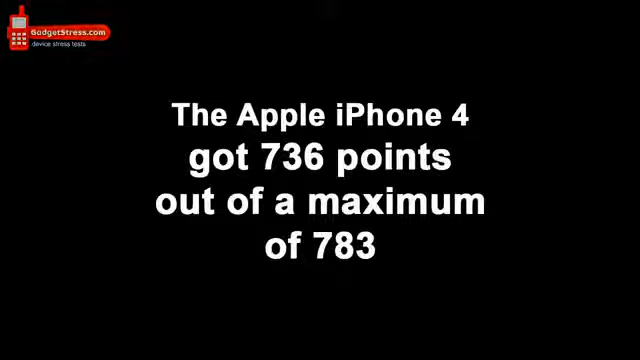 GadgetStress.com
device stress tests
The Apple iPhone 4
got 736 points
out of a maximum
of 783